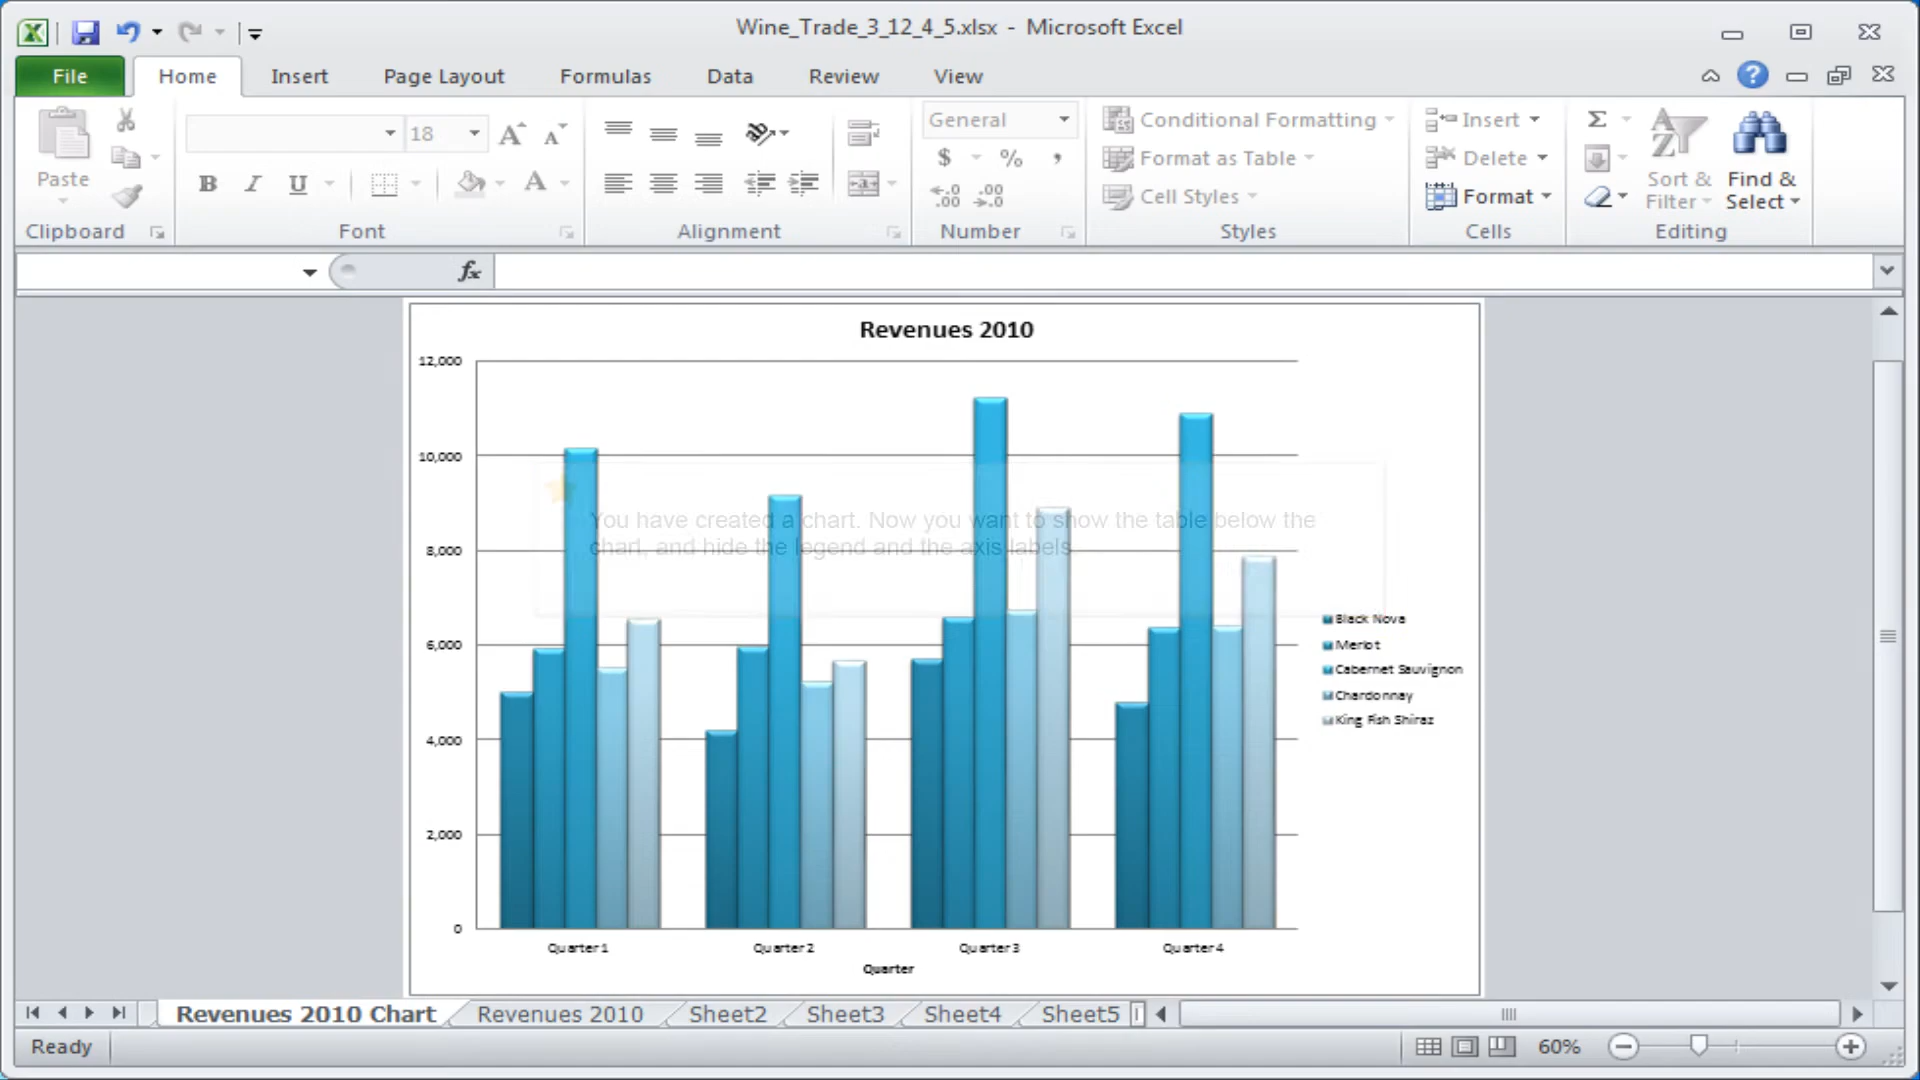 Wine_Trade_3_12_4_5.xlsx - Microsoft Excel
File Home Insert Page Layout Formulas Data Review View
Paste
18
General
Conditional Formatting
Format as Table
Cell Styles
Insert
Delete
Format
Sort &
Filter
Find &
Select
Clipboard Font Alignment Number Styles Cells Editing
Revenues 2010
12,000
10,000
You have created a chart. Now you want to show the table below the
chart, and hide the legend and the axis labels
8,000
6,000
4,000
2,000
0
Black Nova
Merlot
Cabernet Sauvignon
Chardonnay
King Fish Shiraz
Quarter 1 Quarter 2 Quarter 3 Quarter 4
Quarter
Revenues 2010 Chart Revenues 2010 Sheet2 Sheet3 Sheet4 Sheet5
Ready 60%